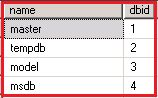 name dbid
master 1
tempdb 2
model 3
msdb 4